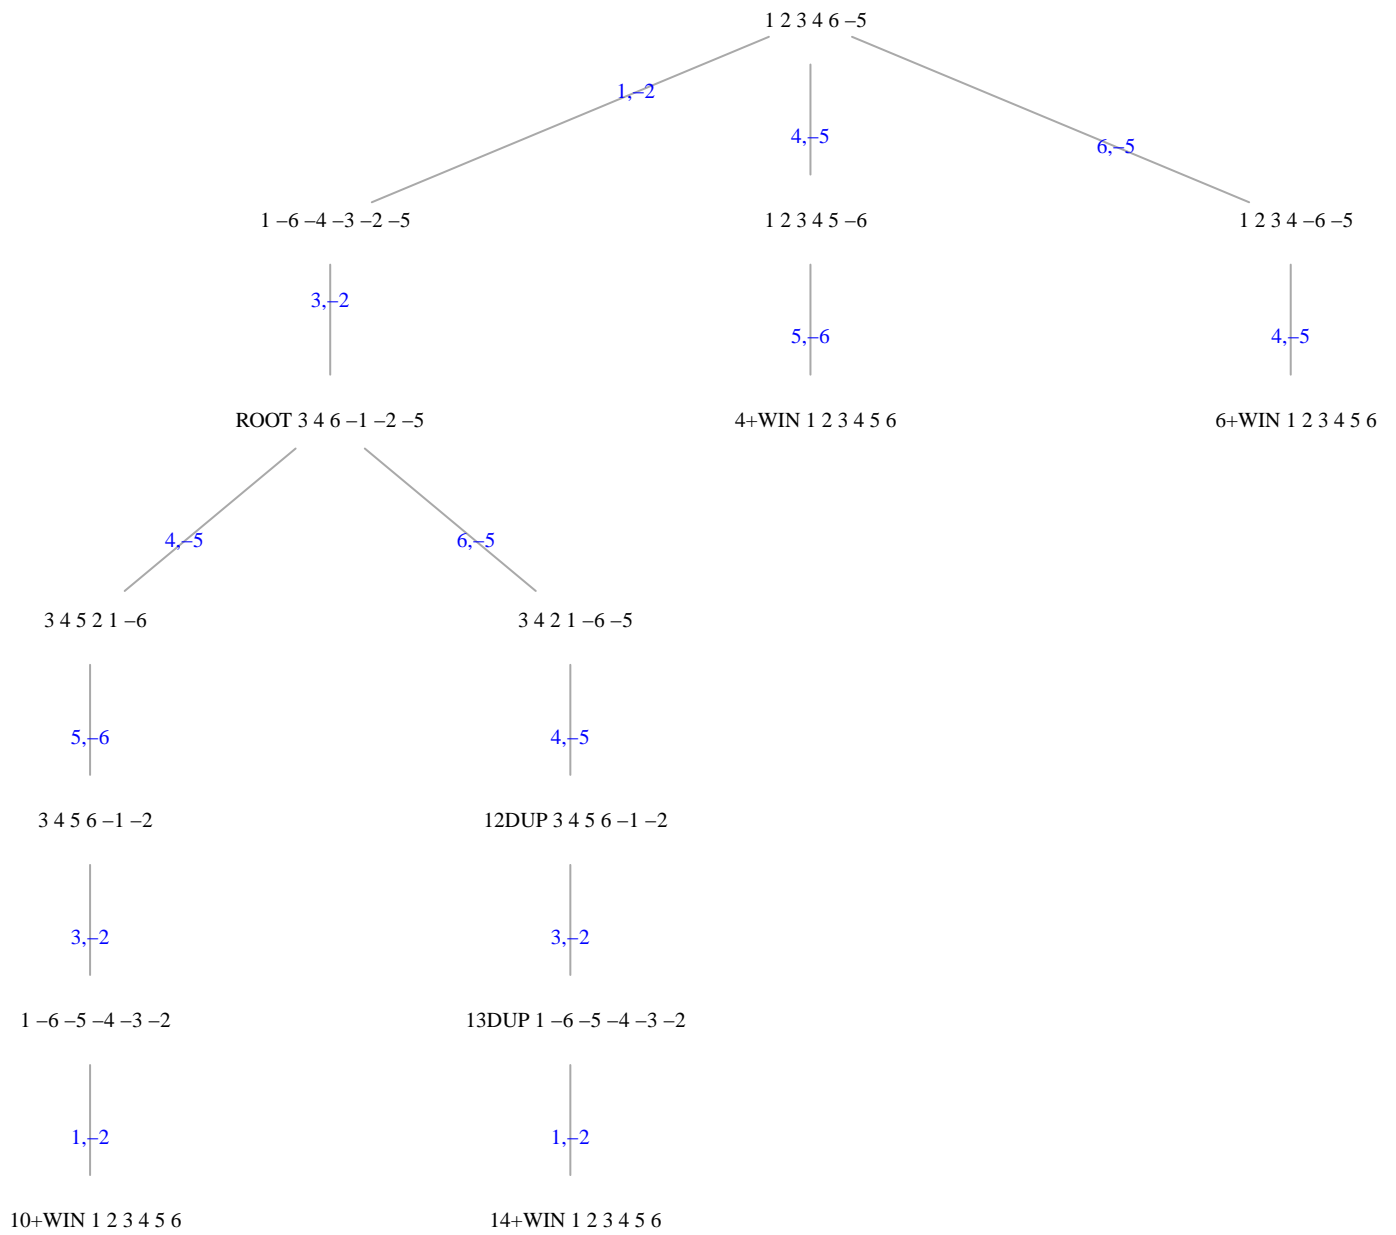 1 2 3 4 6 –5
1,–2
4,–5
6,–5
1 –6 –4 –3 –2 –5
1 2 3 4 5 –6
1 2 3 4 –6 –5
3,–2
5,–6
4,–5
ROOT 3 4 6 –1 –2 –5
4+WIN 1 2 3 4 5 6
6+WIN 1 2 3 4 5 6
4,–5
6,–5
3 4 5 2 1 –6
3 4 2 1 –6 –5
5,–6
4,–5
3 4 5 6 –1 –2
12DUP 3 4 5 6 –1 –2
3,–2
3,–2
1 –6 –5 –4 –3 –2
13DUP 1 –6 –5 –4 –3 –2
1,–2
1,–2
10+WIN 1 2 3 4 5 6
14+WIN 1 2 3 4 5 6